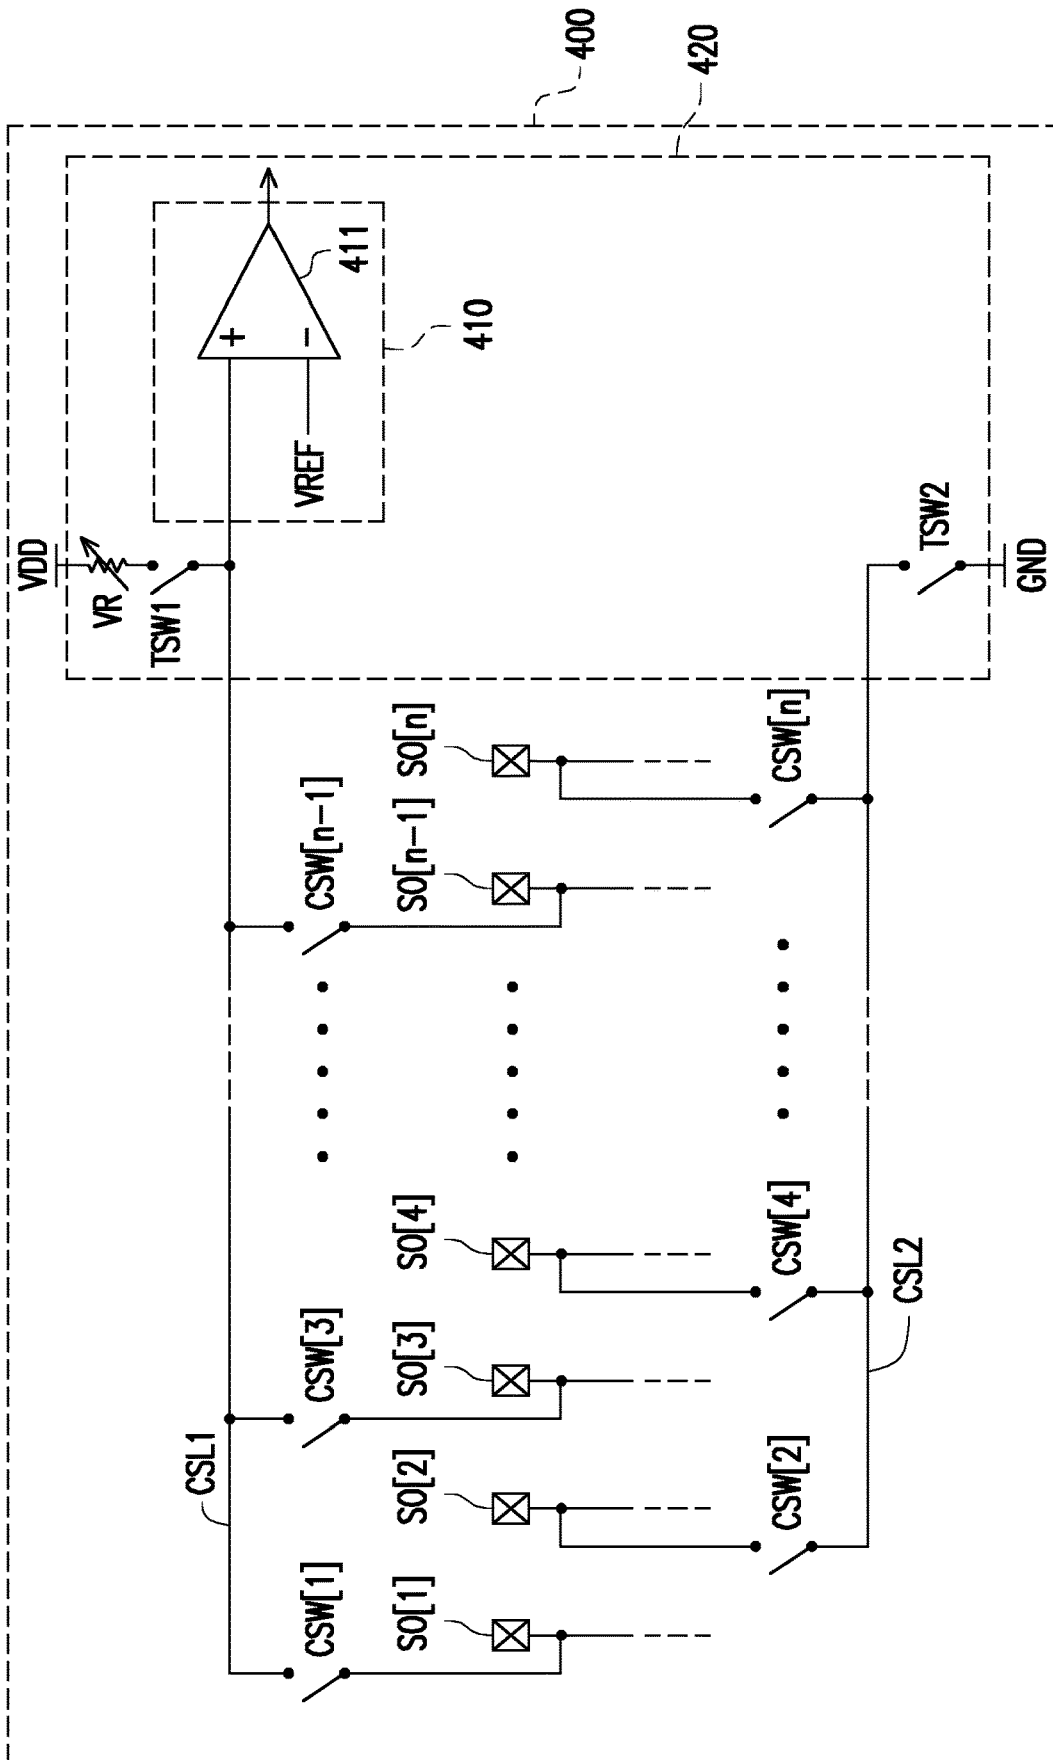 400
420
VDD
VR
TSW1
411
410
+
-
VREF
TSW2
GND
CSL1
CSW[1]
CSW[3]
CSW[n-1]
SO[1]
SO[2]
SO[3]
SO[4]
SO[n-1]
SO[n]
CSW[2]
CSW[4]
CSW[n]
CSL2